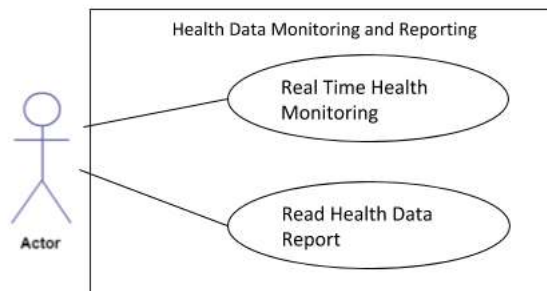 Health Data Monitoring and Reporting
Real Time Health
Monitoring
Read Health Data
Report
Actor